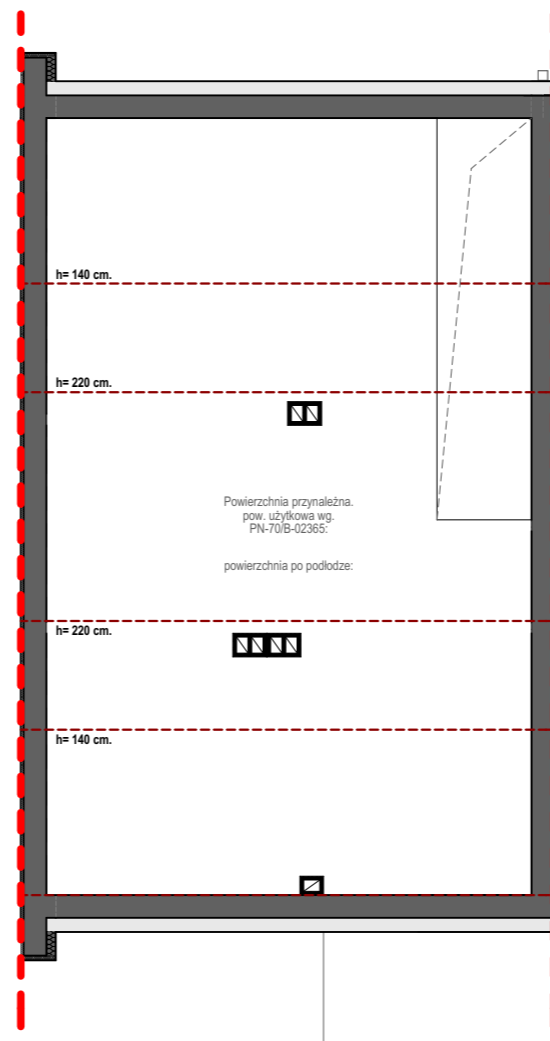 h= 140 cm.
h= 220 cm.
Powierzchnia przynależna.
pow. użytkowa wg.
PN-70/B-02365:
powierzchnia po podłodze:
h= 220 cm.
h= 140 cm.